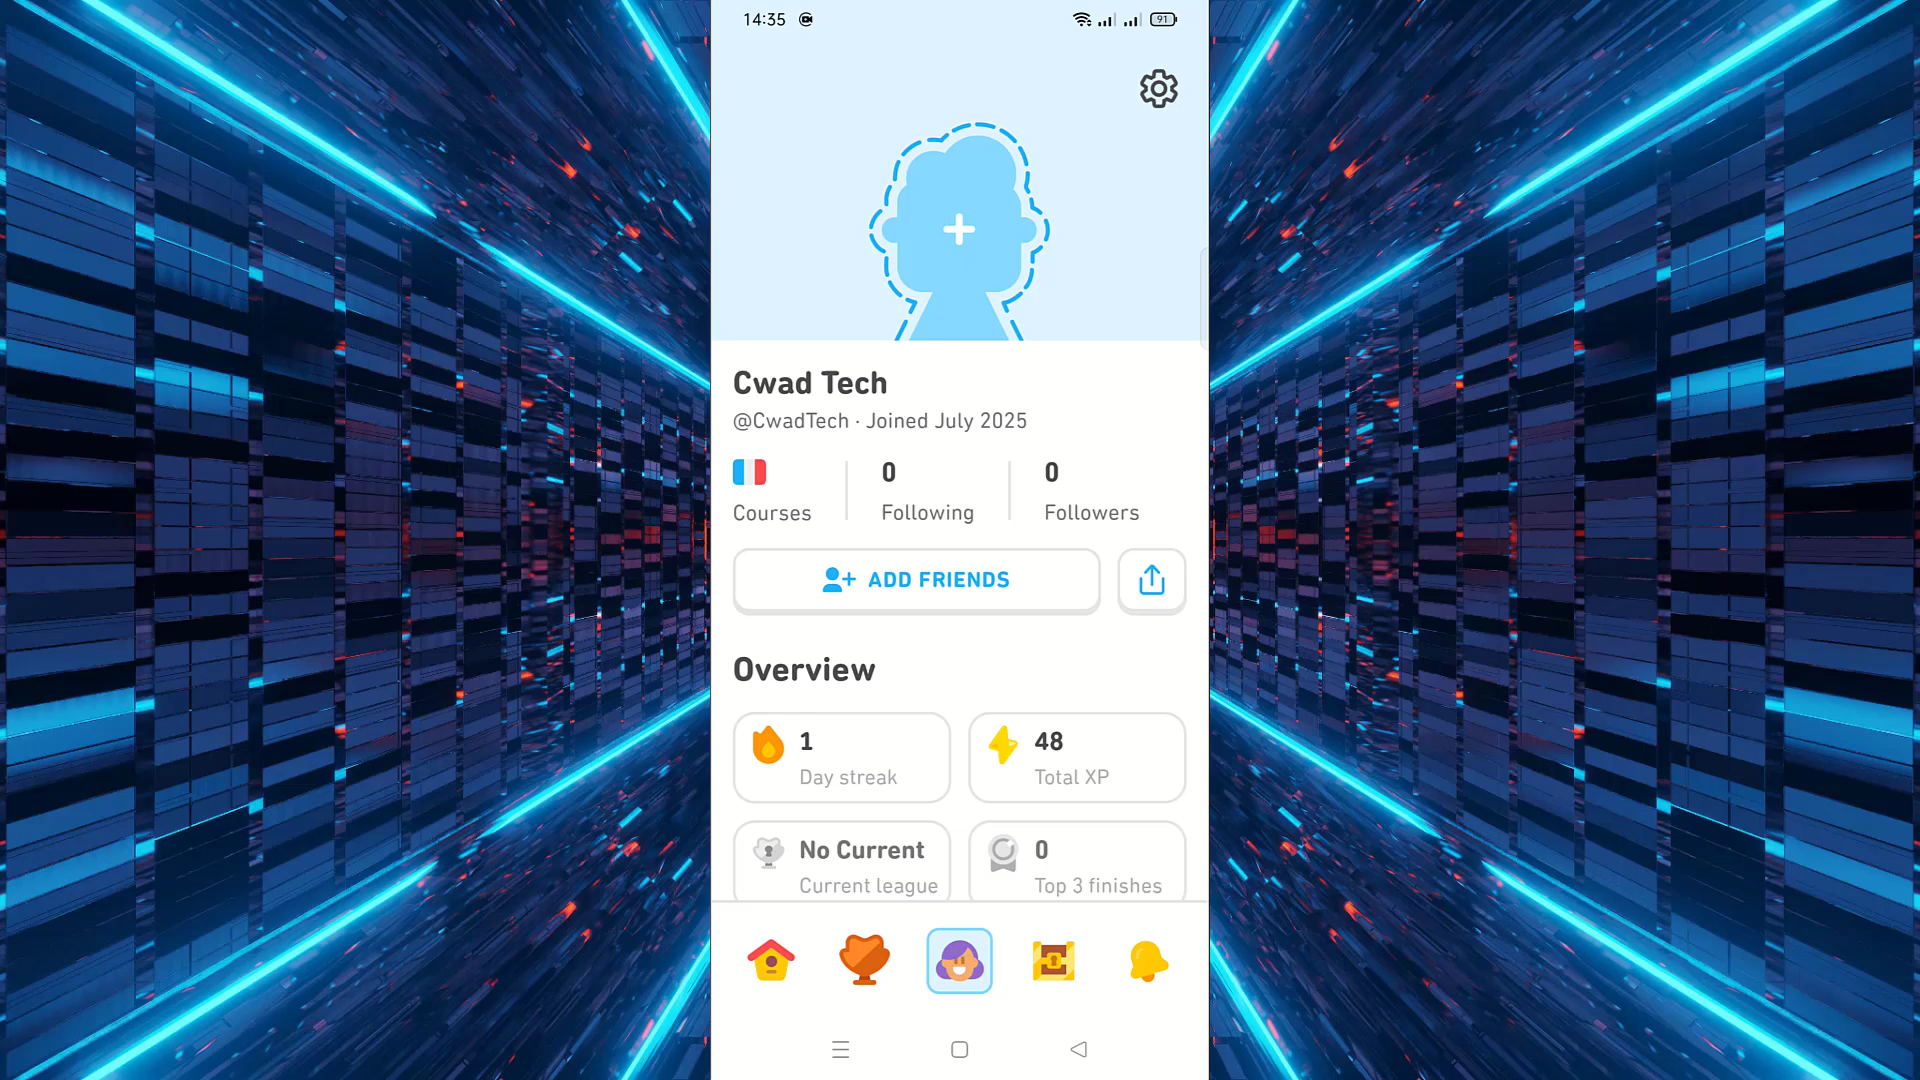 14:35
91
Cwad Tech
@CwadTech · Joined July 2025
0
0
Courses
Following
Followers
ADD FRIENDS
Overview
1
Day streak
48
Total XP
No Current
Current league
0
Top 3 finishes